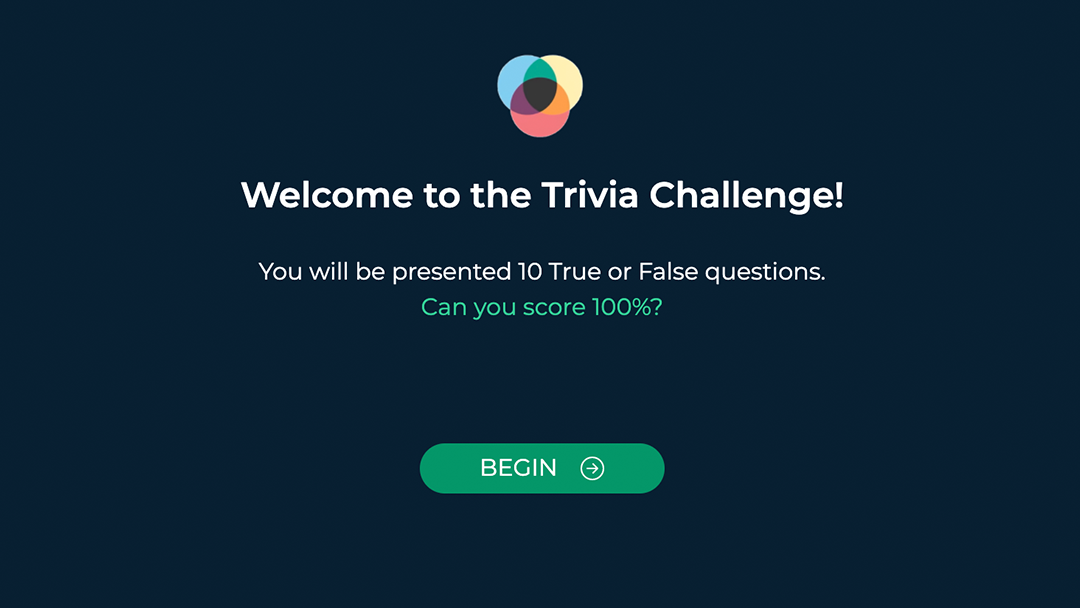 Welcome to the Trivia Challenge!
You will be presented 10 True or False questions.
Can you score 100%?
BEGIN